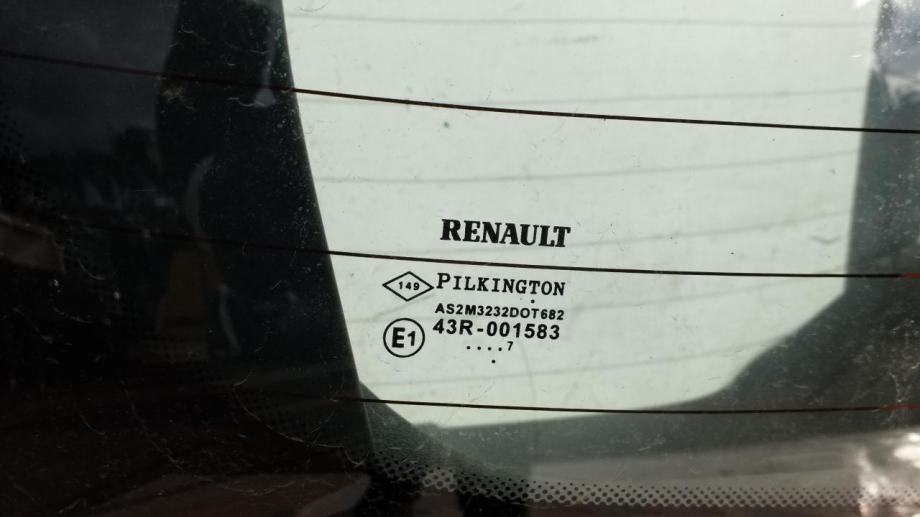 RENAULT
149 PILKINGTON
AS2M3232DOT682
E1 43R-001583
....7
.